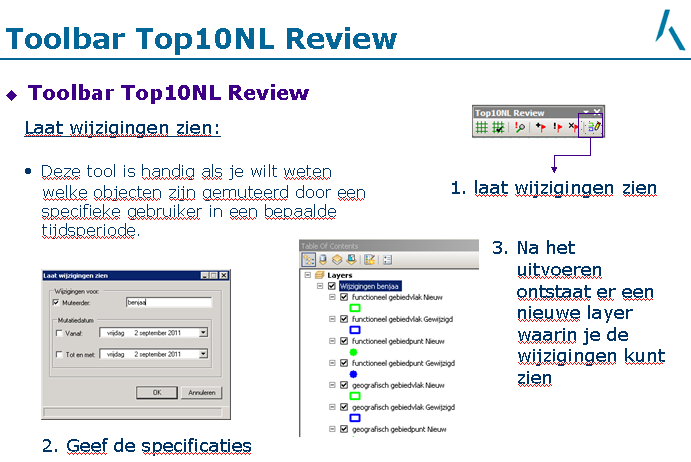 Toolbar Top10NL Review
Toolbar Top10NL Review
Laat wijzigingen zien:
Deze tool is handig als je wilt weten
welke objecten zijn gemuteerd door een
specifieke gebruiker in een bepaalde
tijdsperiode.
Top10NL Review
1. laat wijzigingen zien
Laat wijzigingen zien
Wijzigingen voor:
Muteerder:
benjaa
Mutatiedatum
Vanaf:
vrijdag 2 september 2011
Tot en met:
vrijdag 2 september 2011
OK
Annuleren
2. Geef de specificaties
Table Of Contents
Layers
Wijzigingen benjaa
functioneel gebiedvlak Nieuw
functioneel gebiedvlak Gewijzigd
functioneel gebiedpunt Nieuw
functioneel gebiedpunt Gewijzigd
geografisch gebiedvlak Nieuw
geografisch gebiedvlak Gewijzigd
geografisch gebiedpunt Nieuw
3. Na het
uitvoeren
ontstaat er een
nieuwe layer
waarin je de
wijzigingen kunt
zien